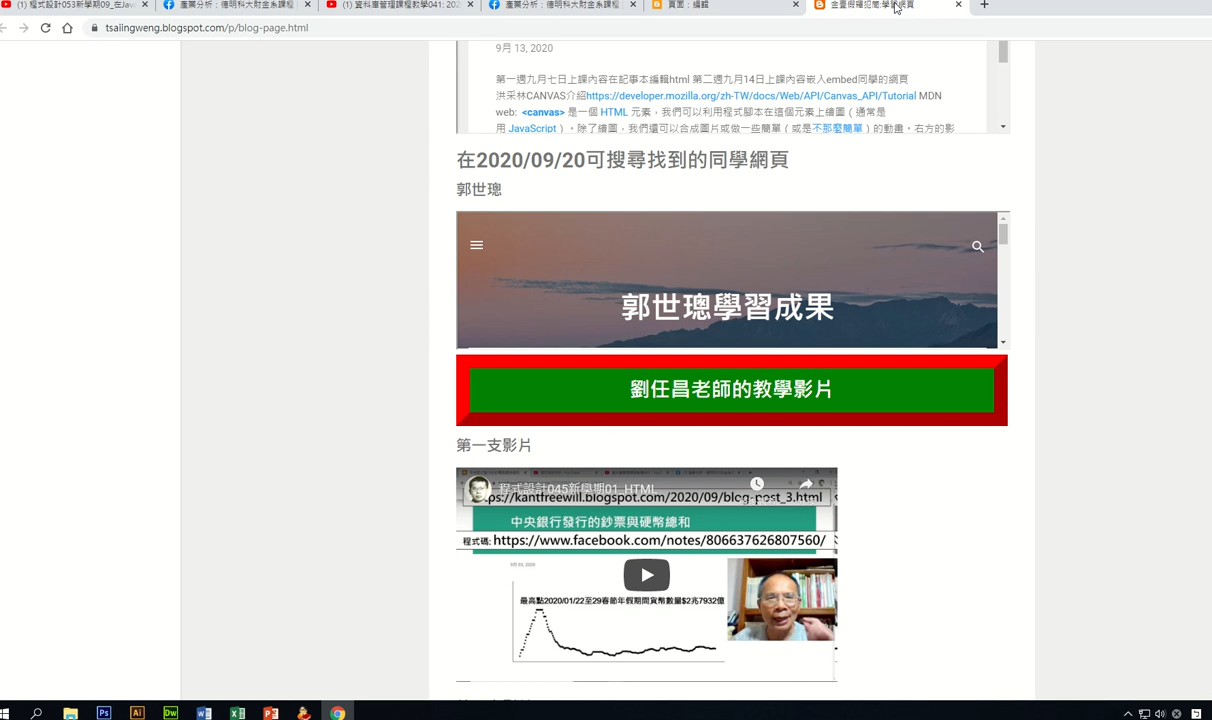 (1) 程式設計053新學期09_在Java
產業分析：德明科大財金系課程
(1) 資料庫管理課程教學041: 202
產業分析：德明科大財金系課程
頁面：編輯
tsaiingweng.blogspot.com/p/blog-page.html
9月 13, 2020
第一週九月七日上課內容在記事本編輯html 第二週九月14日上課內容嵌入embed同學的網頁
洪采林CANVAS介紹https://developer.mozilla.org/zh-TW/docs/Web/API/Canvas_API/Tutorial MDN
web: <canvas> 是一個 HTML 元素，我們可以利用程式腳本在這個元素上繪圖（通常是
用 JavaScript）。除了繪圖，我們還可以合成圖片或做一些簡單（或是不那麼簡單）的動畫。右方的影
在2020/09/20可搜尋找到的同學網頁
郭世璁
郭世璁學習成果
劉任昌老師的教學影片
第一支影片
程式設計045新學期01_HTML
ps://kantfreewill.blogspot.com/2020/09/blog-post_3.html
中央銀行發行的鈔票與硬幣總和
程式碼: https://www.facebook.com/notes/806637626807560/
最高點2020/01/22至29春節年假期間貨幣數量$2兆7932億